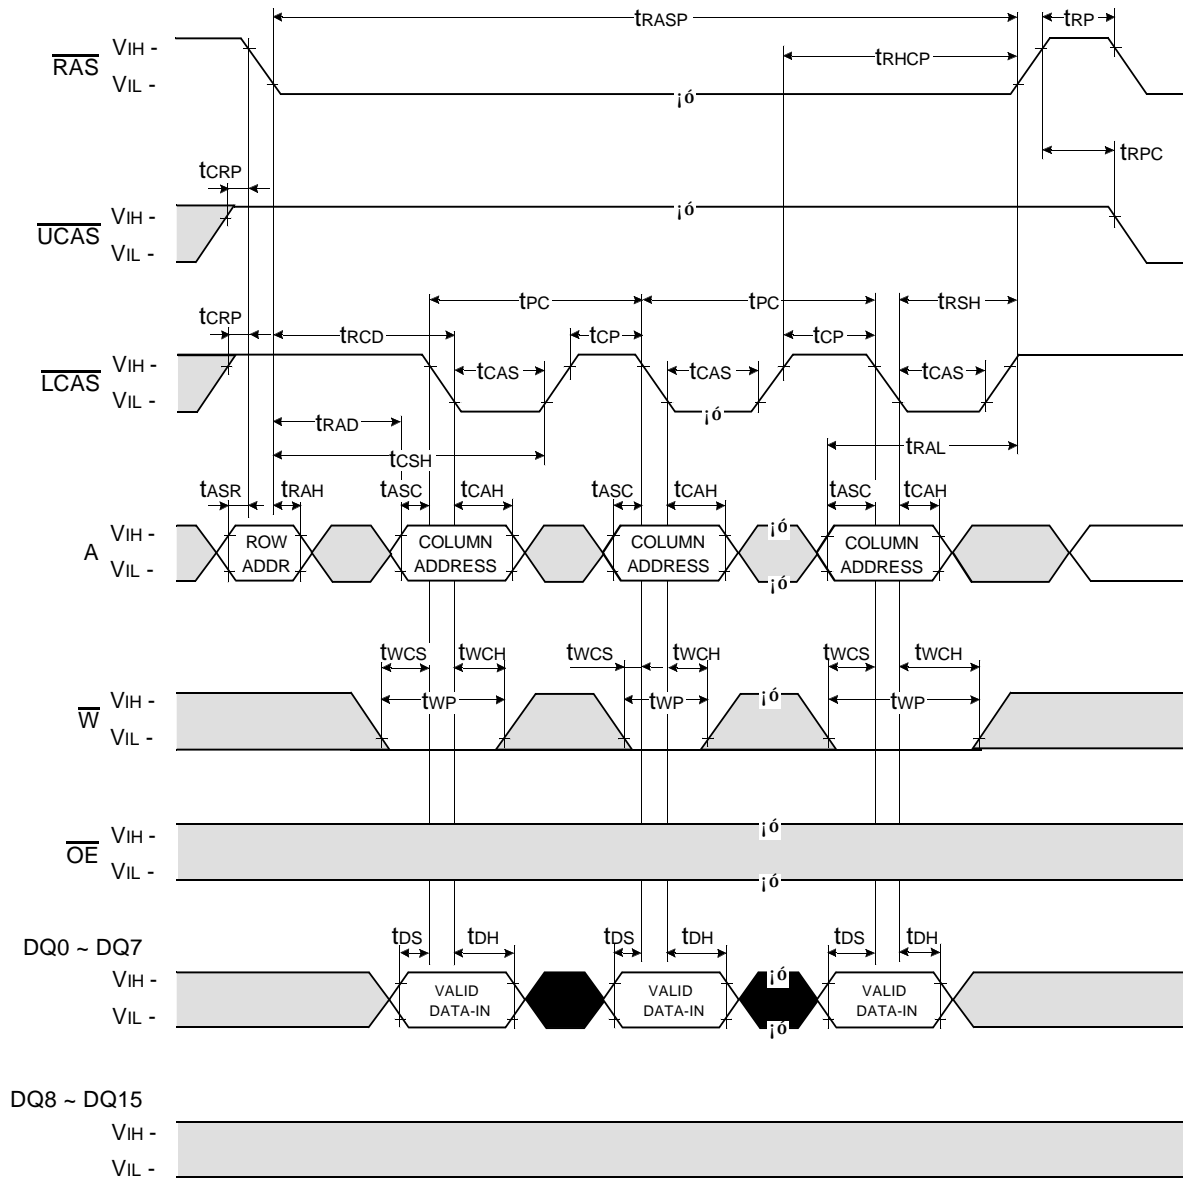 tRASP tRP
RAS VIH - tRHCP
VIL -
¡ó
tRPC
tCRP
UCAS VIH - ¡ó
VIL -
tPC tPC tRSH
tCRP tRCD tCP tCP
LCAS VIH - tCAS tCAS tCAS
VIL - ¡ó
tRAD tRAL
tCSH
tASR tRAH tASC tCAH tASC tCAH tASC tCAH
A VIH - ROW COLUMN COLUMN ¡ó COLUMN
VIL - ADDR ADDRESS ADDRESS ¡ó ADDRESS
tWCS tWCH tWCS tWCH tWCS tWCH
W VIH - tWP tWP ¡ó tWP
VIL -
OE VIH - ¡ó
VIL - ¡ó
DQ0 ~ DQ7 tDS tDH tDS tDH tDS tDH
VIH - VALID VALID ¡ó VALID
VIL - DATA-IN DATA-IN ¡ó DATA-IN
DQ8 ~ DQ15
VIH -
VIL -